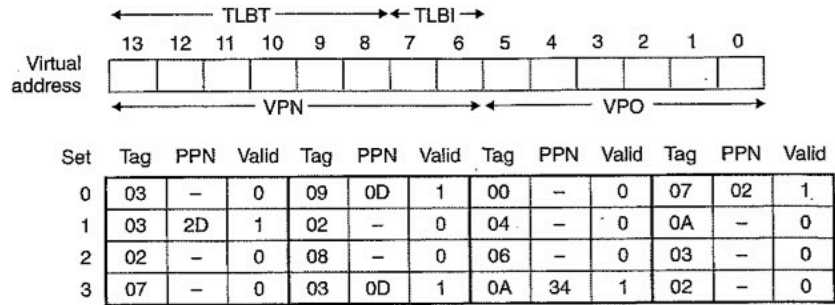 TLBT TLBI
13 12 11 10 9 8 7 6 5 4 3 2 1 0
Virtual
address
VPN VPO
Set Tag PPN Valid Tag PPN Valid Tag PPN Valid Tag PPN Valid
0 03 – 0 09 0D 1 00 – 0 07 02 1
1 03 2D 1 02 – 0 04 – 0 0A – 0
2 02 – 0 08 – 0 06 – 0 03 – 0
3 07 – 0 03 0D 1 0A 34 1 02 – 0